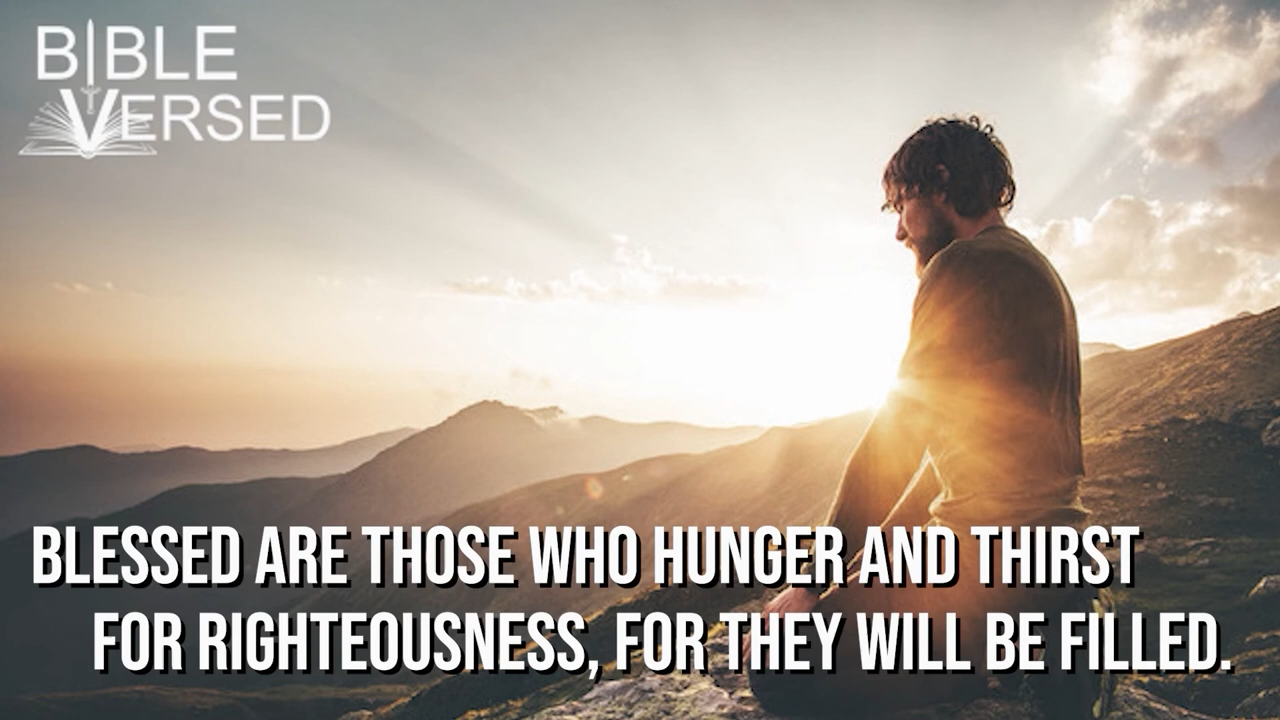 BIBLE
VERSED
BLESSED ARE THOSE WHO HUNGER AND THIRST
FOR RIGHTEOUSNESS, FOR THEY WILL BE FILLED.